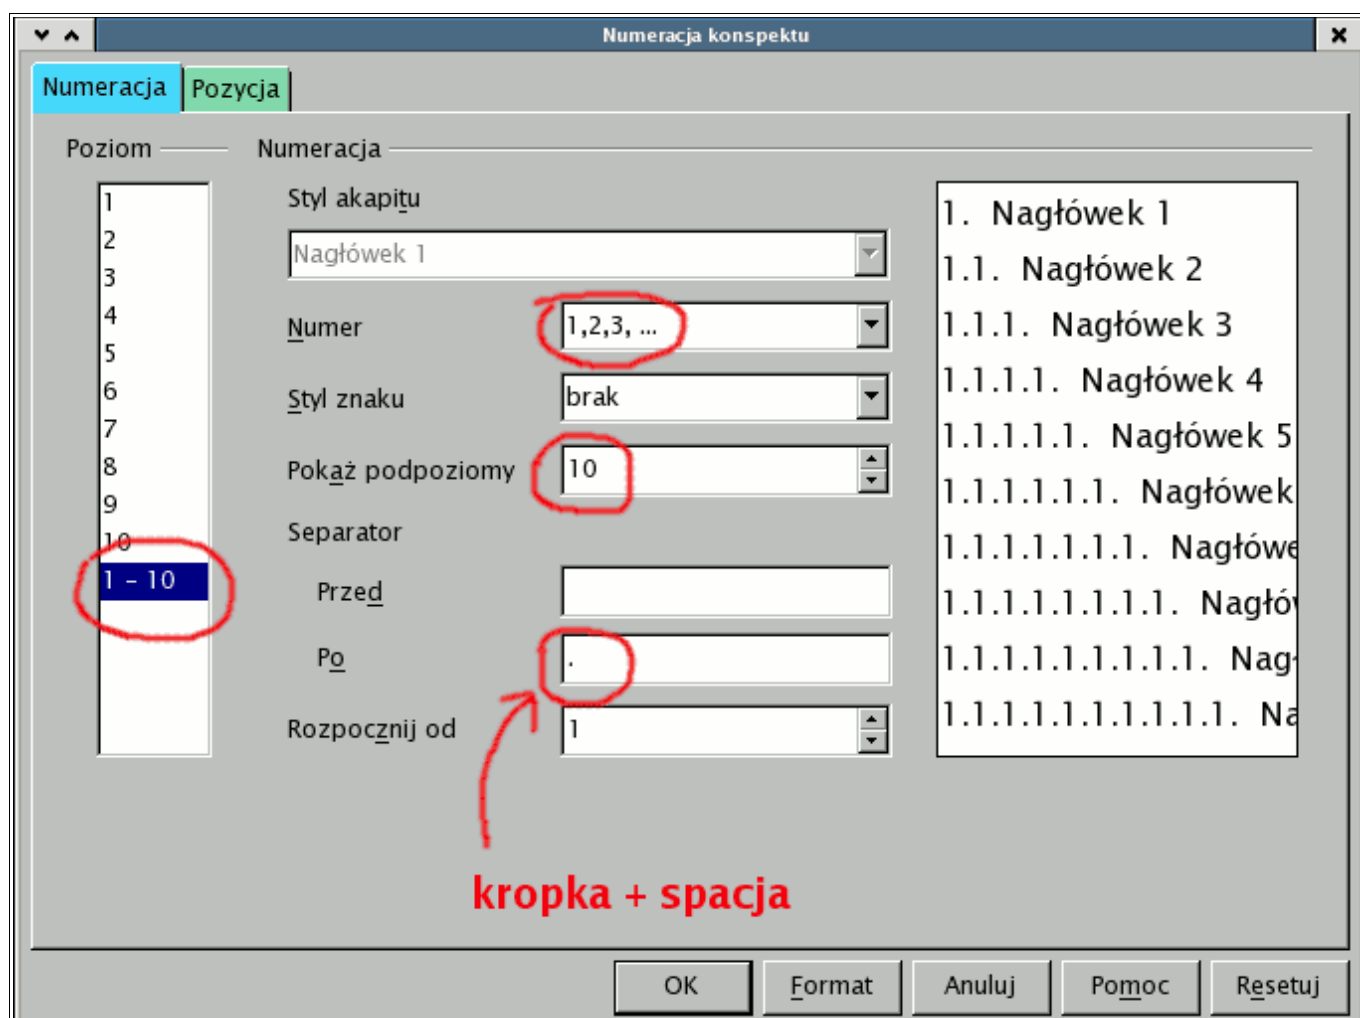 Numeracja konspektu
Numeracja Pozycja
Poziom
1
2
3
4
5
6
7
8
9
10
1 – 10
Numeracja
Styl akapitu
Nagłówek 1
Numer 1,2,3, ...
Styl znaku brak
Pokaż podpoziomy 10
Separator
Przed
Po .
Rozpocznij od 1
kropka + spacja
1. Nagłówek 1
1.1. Nagłówek 2
1.1.1. Nagłówek 3
1.1.1.1. Nagłówek 4
1.1.1.1.1. Nagłówek 5
1.1.1.1.1.1. Nagłówek
1.1.1.1.1.1.1. Nagłówe
1.1.1.1.1.1.1.1. Nagłów
1.1.1.1.1.1.1.1.1. Nag
1.1.1.1.1.1.1.1.1.1. Na
OK Format Anuluj Pomoc Resetuj